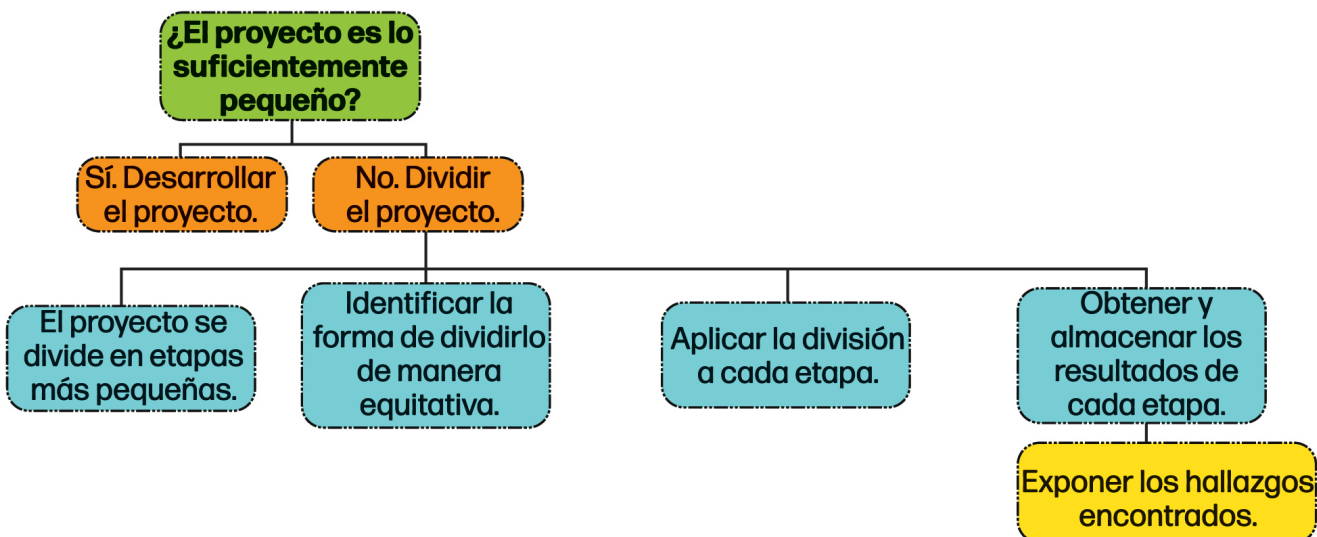 ¿El proyecto es lo
suficientemente
pequeño?
Sí. Desarrollar
el proyecto.
No. Dividir
el proyecto.
El proyecto se
divide en etapas
más pequeñas.
Identificar la
forma de dividirlo
de manera
equitativa.
Aplicar la división
a cada etapa.
Obtener y
almacenar los
resultados de
cada etapa.
Exponer los hallazgos
encontrados.